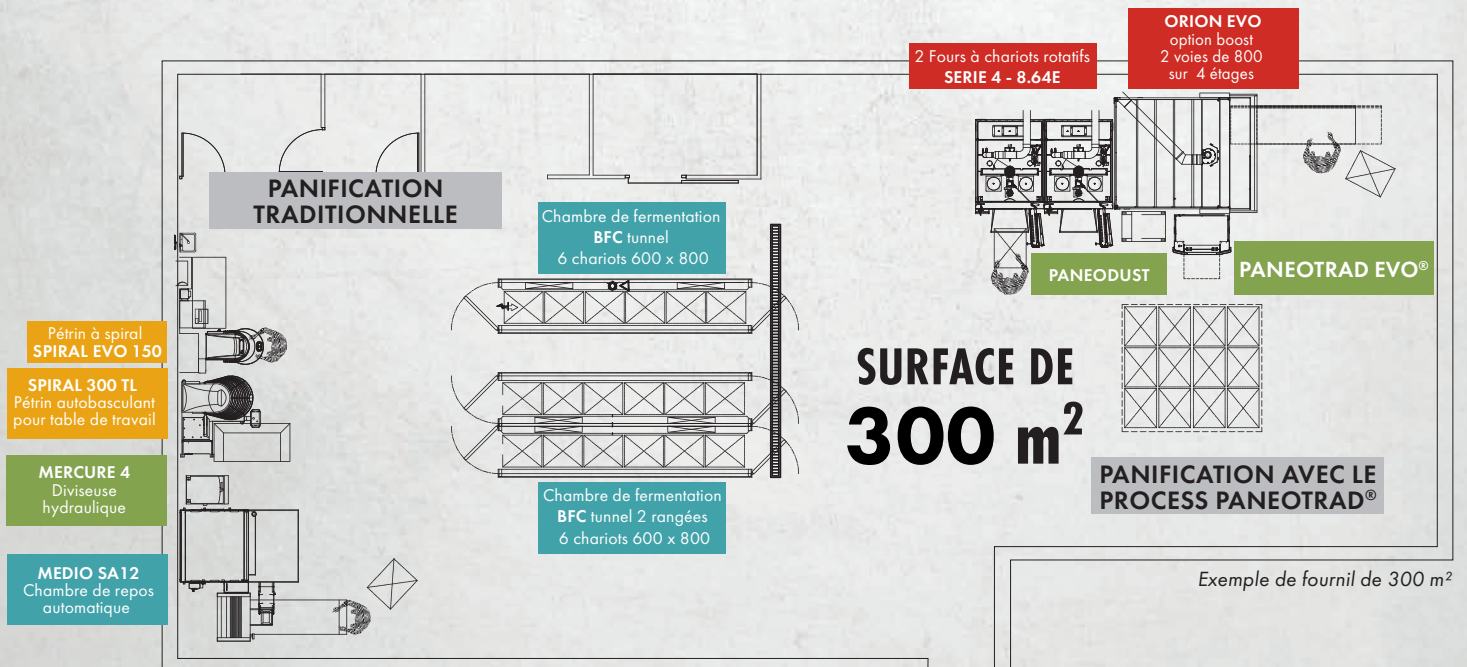 2 Fours à chariots rotatifs
SERIE 4 - 8.64E
ORION EVO
option boost
2 voies de 800
sur 4 étages
PANIFICATION
TRADITIONNELLE
Chambre de fermentation
BFC tunnel
6 chariots 600 x 800
PANEODUST
PANEOTRAD EVO®
Pétrin à spiral
SPIRAL EVO 150
SPIRAL 300 TL
Pétrin autobasculant
pour table de travail
MERCURE 4
Diviseuse
hydraulique
MEDIO SA12
Chambre de repos
automatique
Chambre de fermentation
BFC tunnel 2 rangées
6 chariots 600 x 800
SURFACE DE
300 m²
PANIFICATION AVEC LE
PROCESS PANEOTRAD®
Exemple de fournil de 300 m²